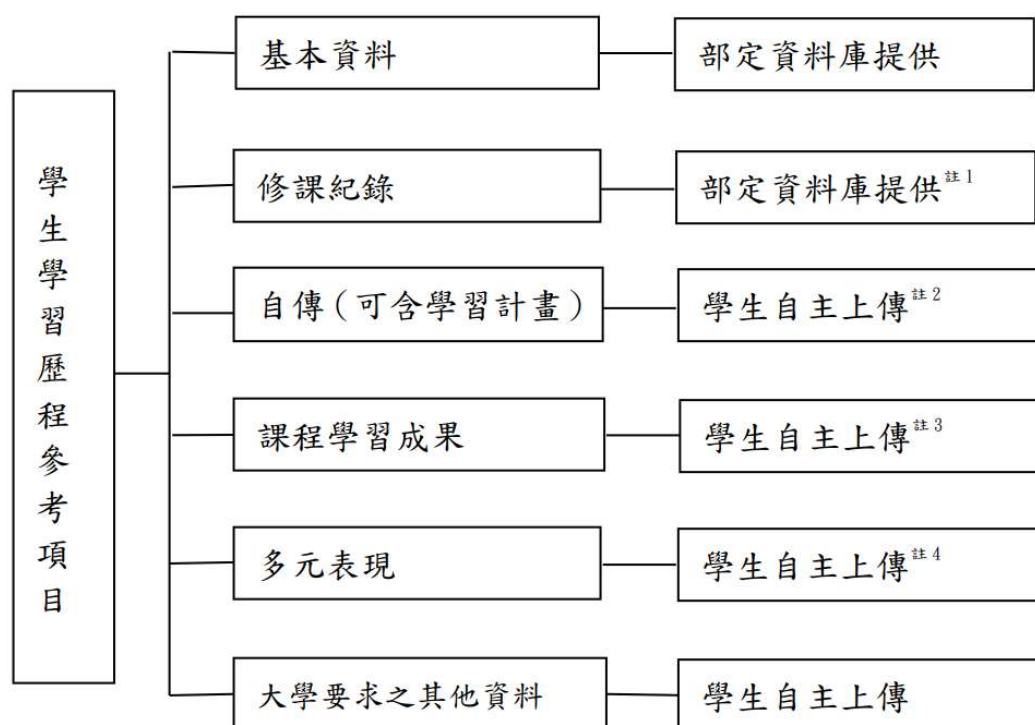 學生學習歷程參考項目
基本資料
部定資料庫提供
修課紀錄
部定資料庫提供註1
自傳(可含學習計畫)
學生自主上傳註2
課程學習成果
學生自主上傳註3
多元表現
學生自主上傳註4
大學要求之其他資料
學生自主上傳